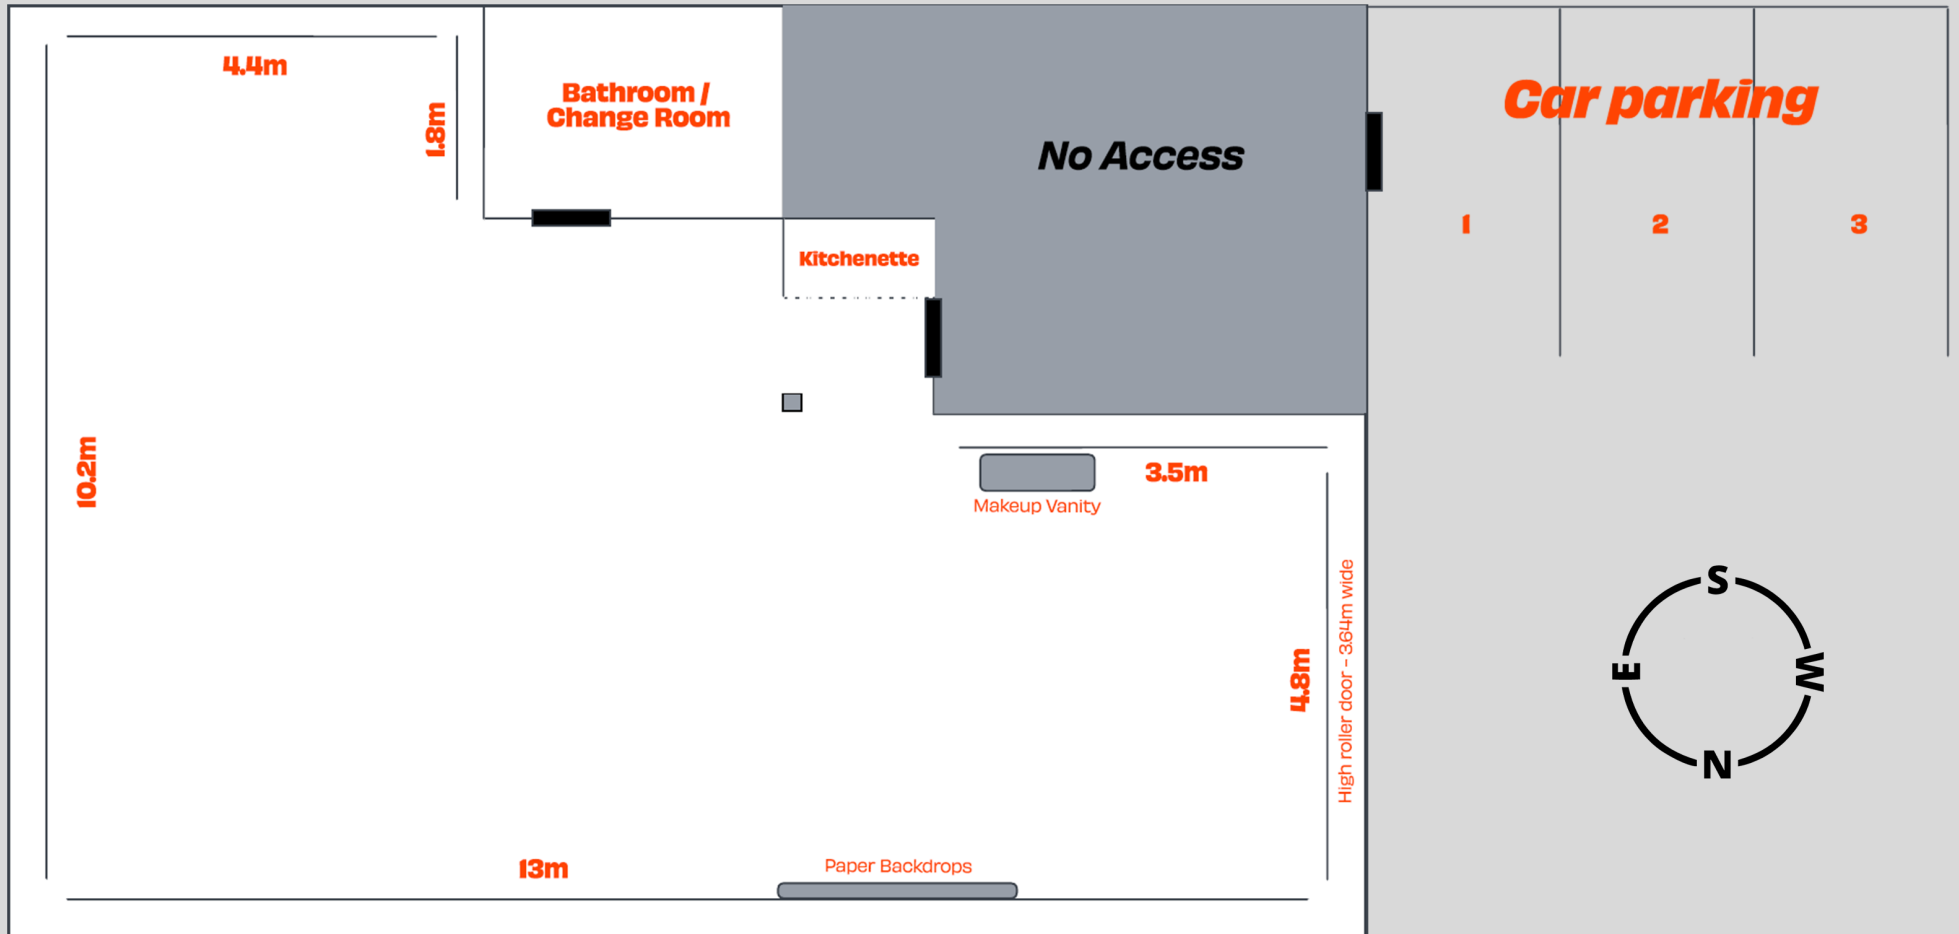 4.4m
1.8m
Bathroom /
Change Room
No Access
Car parking
1
2
3
Kitchenette
10.2m
3.5m
Makeup Vanity
High roller door - 3.64m wide
4.8m
S
E
W
N
13m
Paper Backdrops